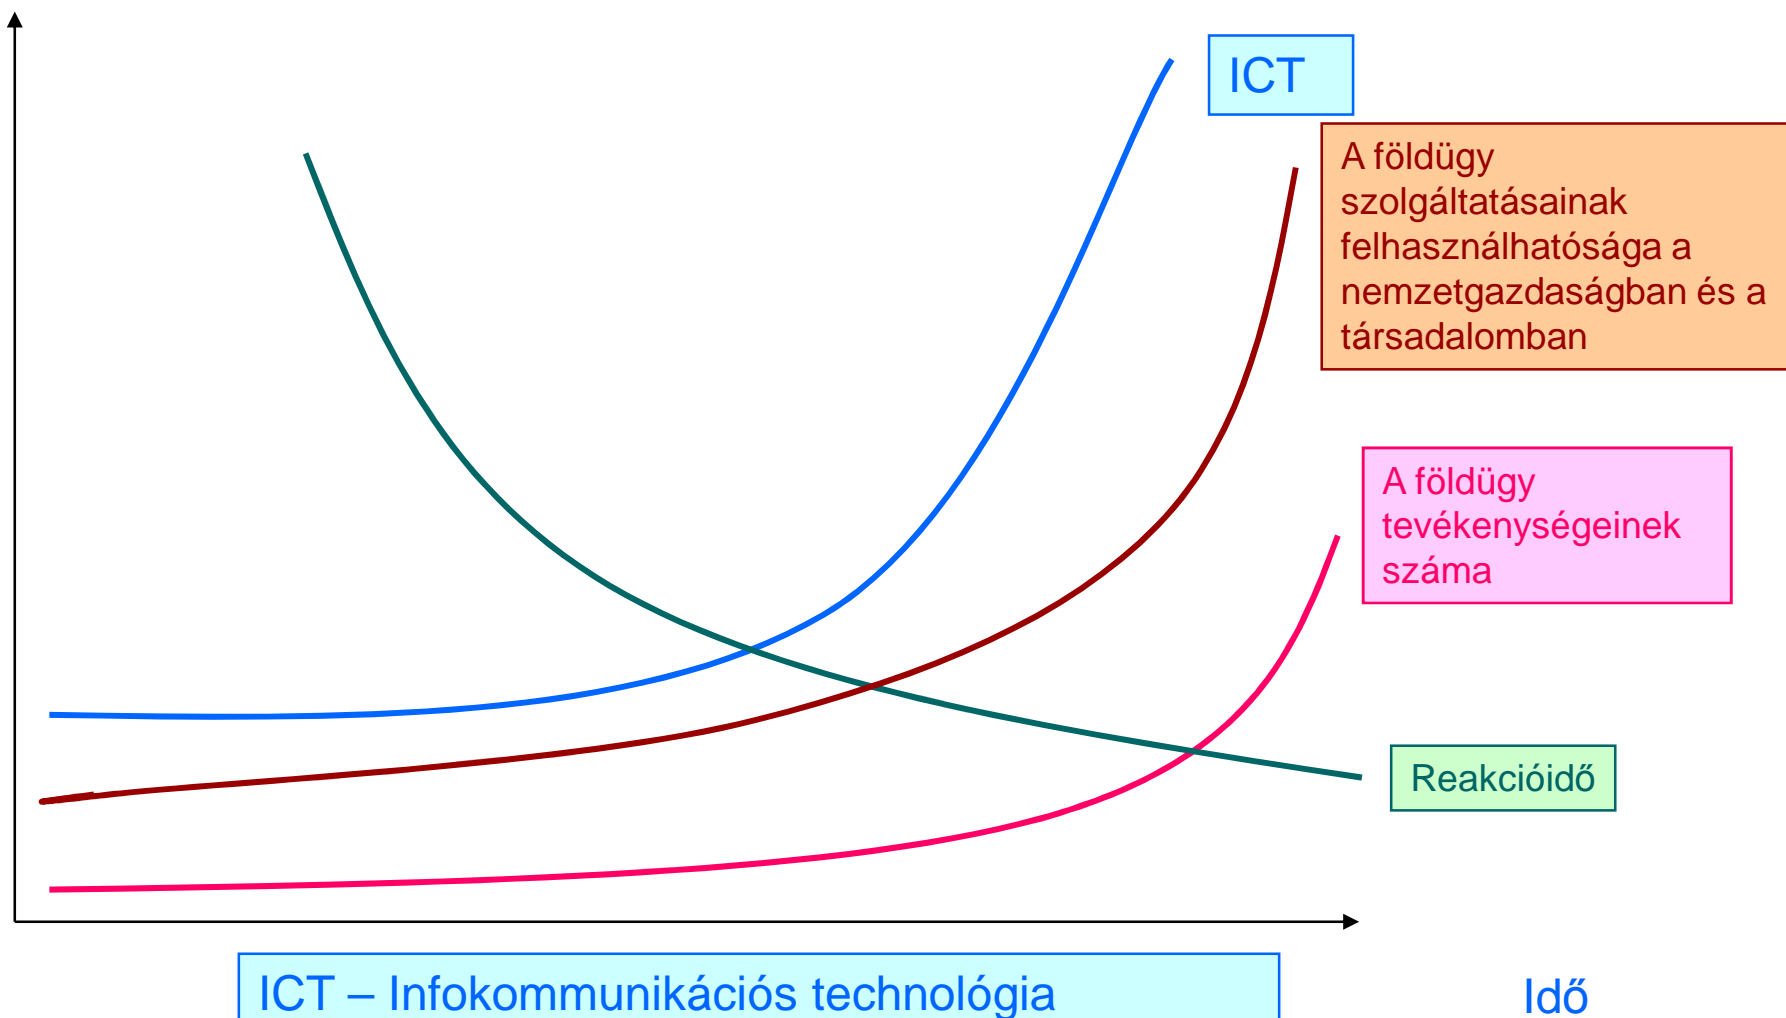 ICT
A földügy
szolgáltatásainak
felhasználhatósága a
nemzetgazdaságban és a
társadalomban
A földügy
tevékenységeinek
száma
Reakcióidő
ICT – Infokommunikációs technológia
Idő